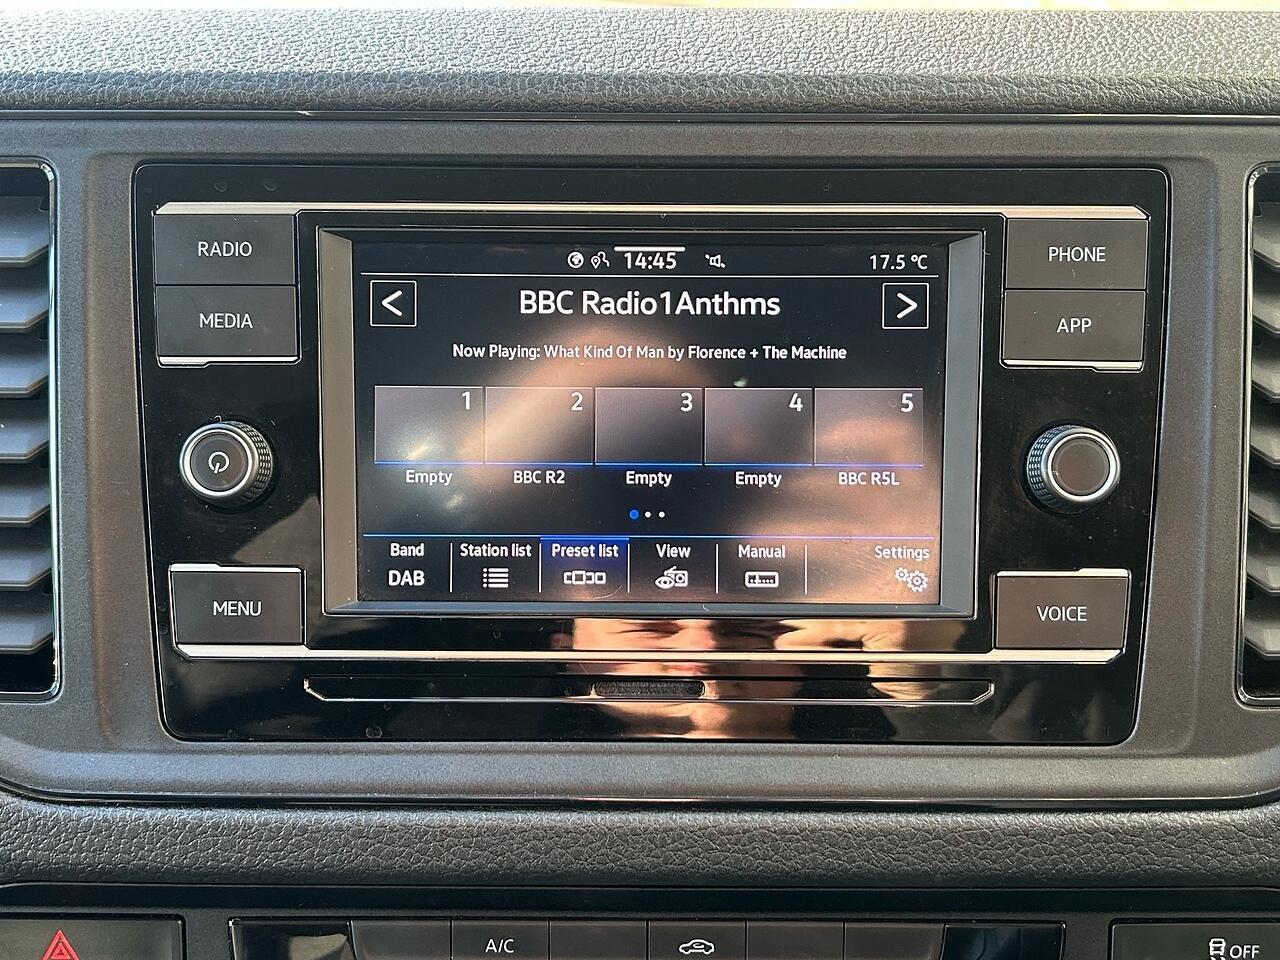 RADIO
MEDIA
MENU
PHONE
APP
VOICE
14:45
17.5 °C
< BBC Radio1Anthms >
Now Playing: What Kind Of Man by Florence + The Machine
1 2 3 4 5
Empty BBC R2 Empty Empty BBC R5L
Band Station list Preset list View Manual Settings
DAB
A/C
OFF